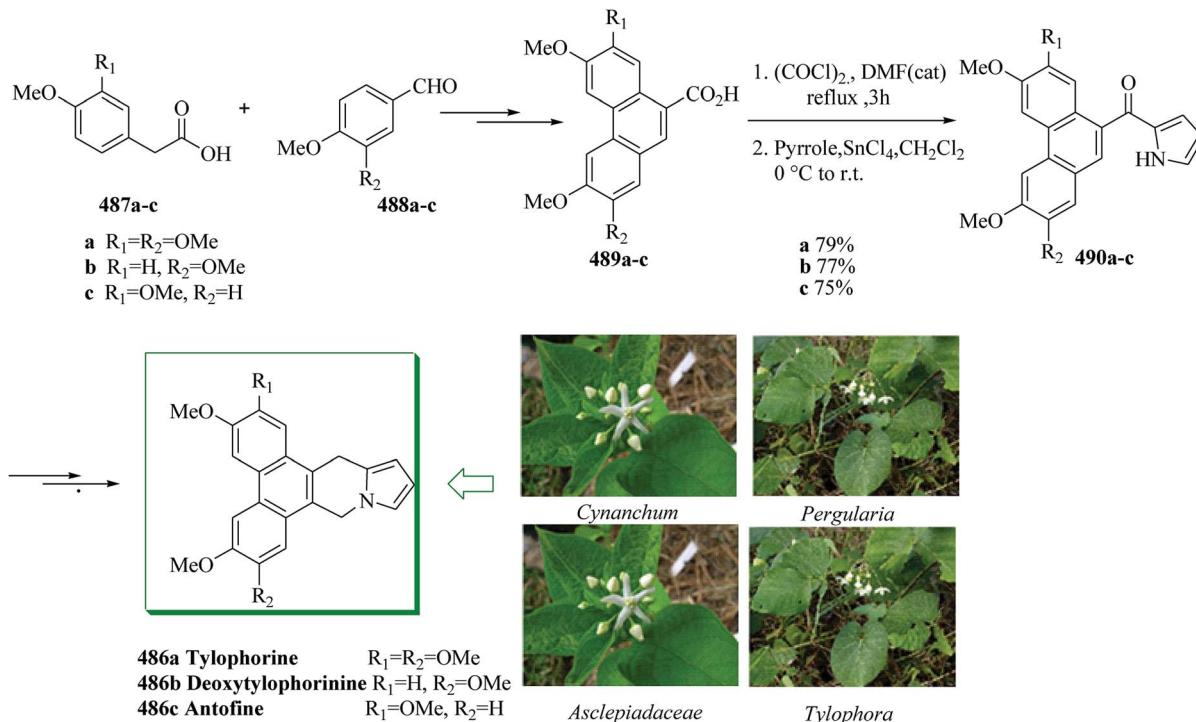 R1
MeO
O
OH
487a-c
+
CHO
MeO
R2
488a-c
a R1=R2=OMe
b R1=H, R2=OMe
c R1=OMe, R2=H
R1
MeO
CO2H
MeO
R2
489a-c
1. (COCl)2., DMF(cat)
reflux ,3h
2. Pyrrole,SnCl4,CH2Cl2
0 °C to r.t.
a 79%
b 77%
c 75%
R1
MeO
O
HN
MeO
R2
490a-c
R1
MeO
N
MeO
R2
486a Tylophorine R1=R2=OMe
486b Deoxytylophorinine R1=H, R2=OMe
486c Antofine R1=OMe, R2=H
Cynanchum
Pergularia
Asclepiadaceae
Tylophora